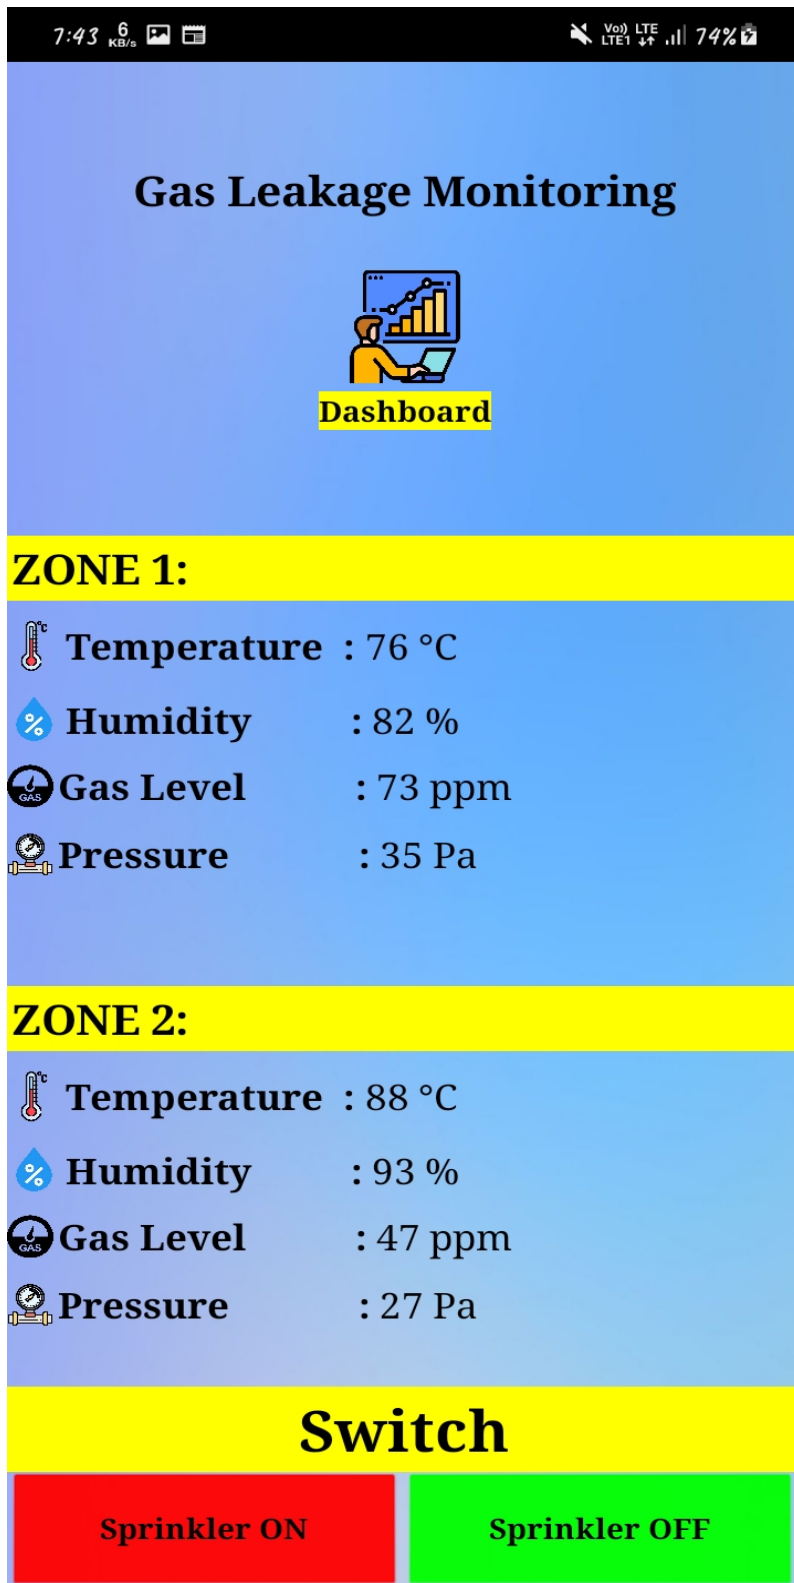 7:43 6 KB/s Vo)) LTE1 LTE 74%
Gas Leakage Monitoring
Dashboard
ZONE 1:
°C Temperature : 76 °C
% Humidity : 82 %
GAS Gas Level : 73 ppm
Pressure : 35 Pa
ZONE 2:
°C Temperature : 88 °C
% Humidity : 93 %
GAS Gas Level : 47 ppm
Pressure : 27 Pa
Switch
Sprinkler ON Sprinkler OFF